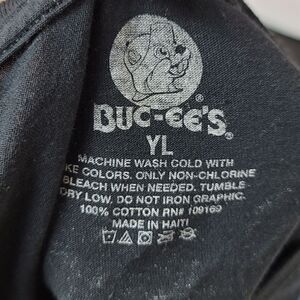 BUC-EE'S®
YL
MACHINE WASH COLD WITH
KE COLORS. ONLY NON-CHLORINE
BLEACH WHEN NEEDED. TUMBLE
DRY LOW. DO NOT IRON GRAPHIC.
100% COTTON RN# 109169
MADE IN HAITI